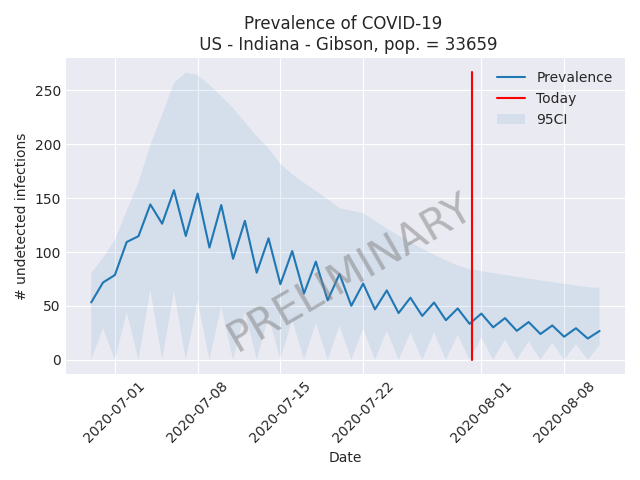 Prevalence of COVID-19
US - Indiana - Gibson, pop. = 33659
Prevalence
Today
95CI
250
200
150
100
50
0
# undetected infections
PRELIMINARY
2020-07-01
2020-07-08
2020-07-15
2020-07-22
2020-08-01
2020-08-08
Date